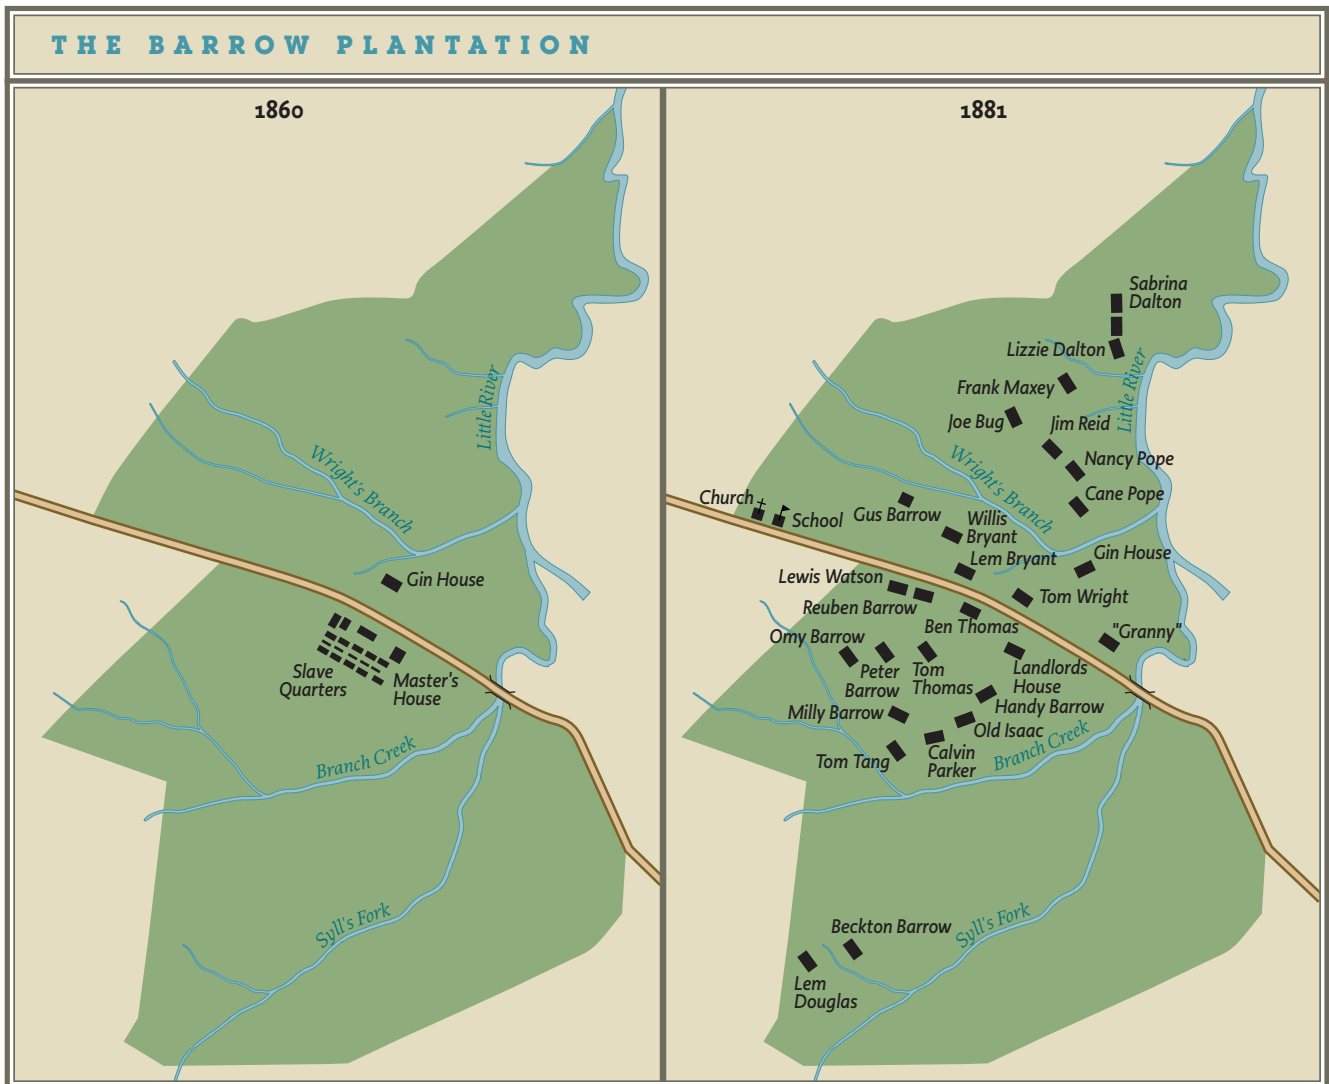 THE BARROW PLANTATION
1860
Little River
Wright's Branch
Gin House
Slave
Quarters
Master's
House
Branch Creek
Syll's Fork
1881
Sabrina
Dalton
Lizzie Dalton
Little River
Frank Maxey
Joe Bug
Jim Reid
Nancy Pope
Wright's Branch
Cane Pope
Church
School
Gus Barrow
Willis
Bryant
Lem Bryant
Gin House
Lewis Watson
Reuben Barrow
Tom Wright
Ben Thomas
"Granny"
Omy Barrow
Peter
Barrow
Tom
Thomas
Landlords
House
Handy Barrow
Milly Barrow
Old Isaac
Calvin
Parker
Tom Tang
Branch Creek
Beckton Barrow
Syll's Fork
Lem
Douglas